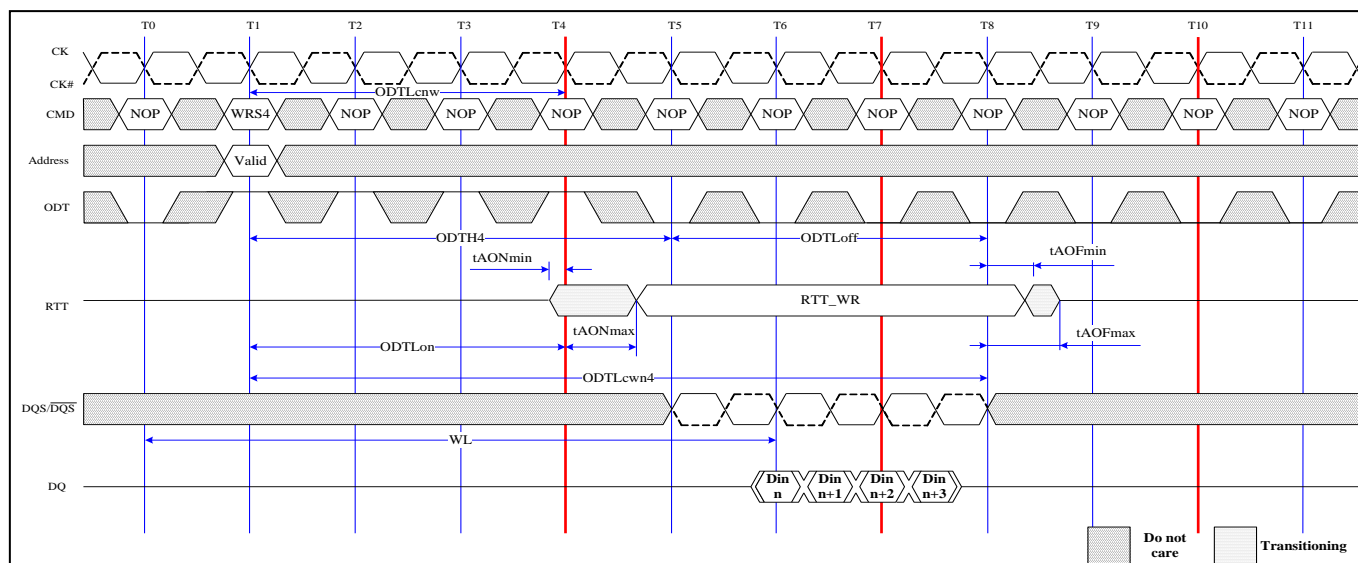 T0 T1 T2 T3 T4 T5 T6 T7 T8 T9 T10 T11
CK
CK#
ODTLcnw
CMD NOP WRS4 NOP NOP NOP NOP NOP NOP NOP NOP NOP NOP
Address Valid
ODT
ODTH4 ODTLoff
tAONmin tAOFmin
RTT RTT_WR
tAONmax tAOFmax
ODTLon
ODTLcwn4
DQS/DQS
WL
DQ
Din n
Din n+1
Din n+2
Din n+3
Do not care
Transitioning